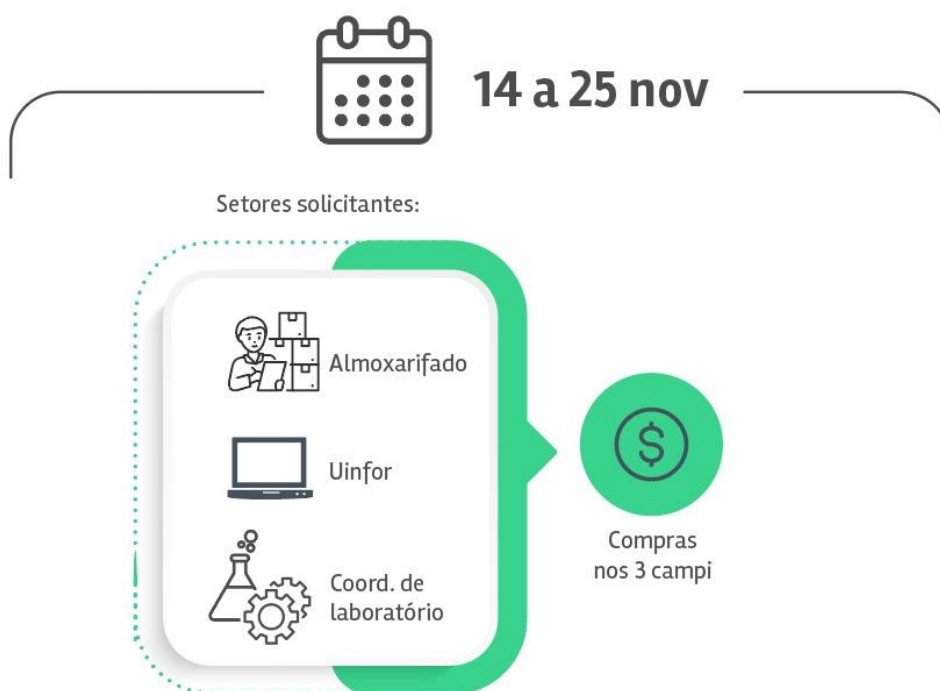 14 a 25 nov
Setores solicitantes:
Almoxarifado
Uinfor
Coord. de
laboratório
$
Compras
nos 3 campi